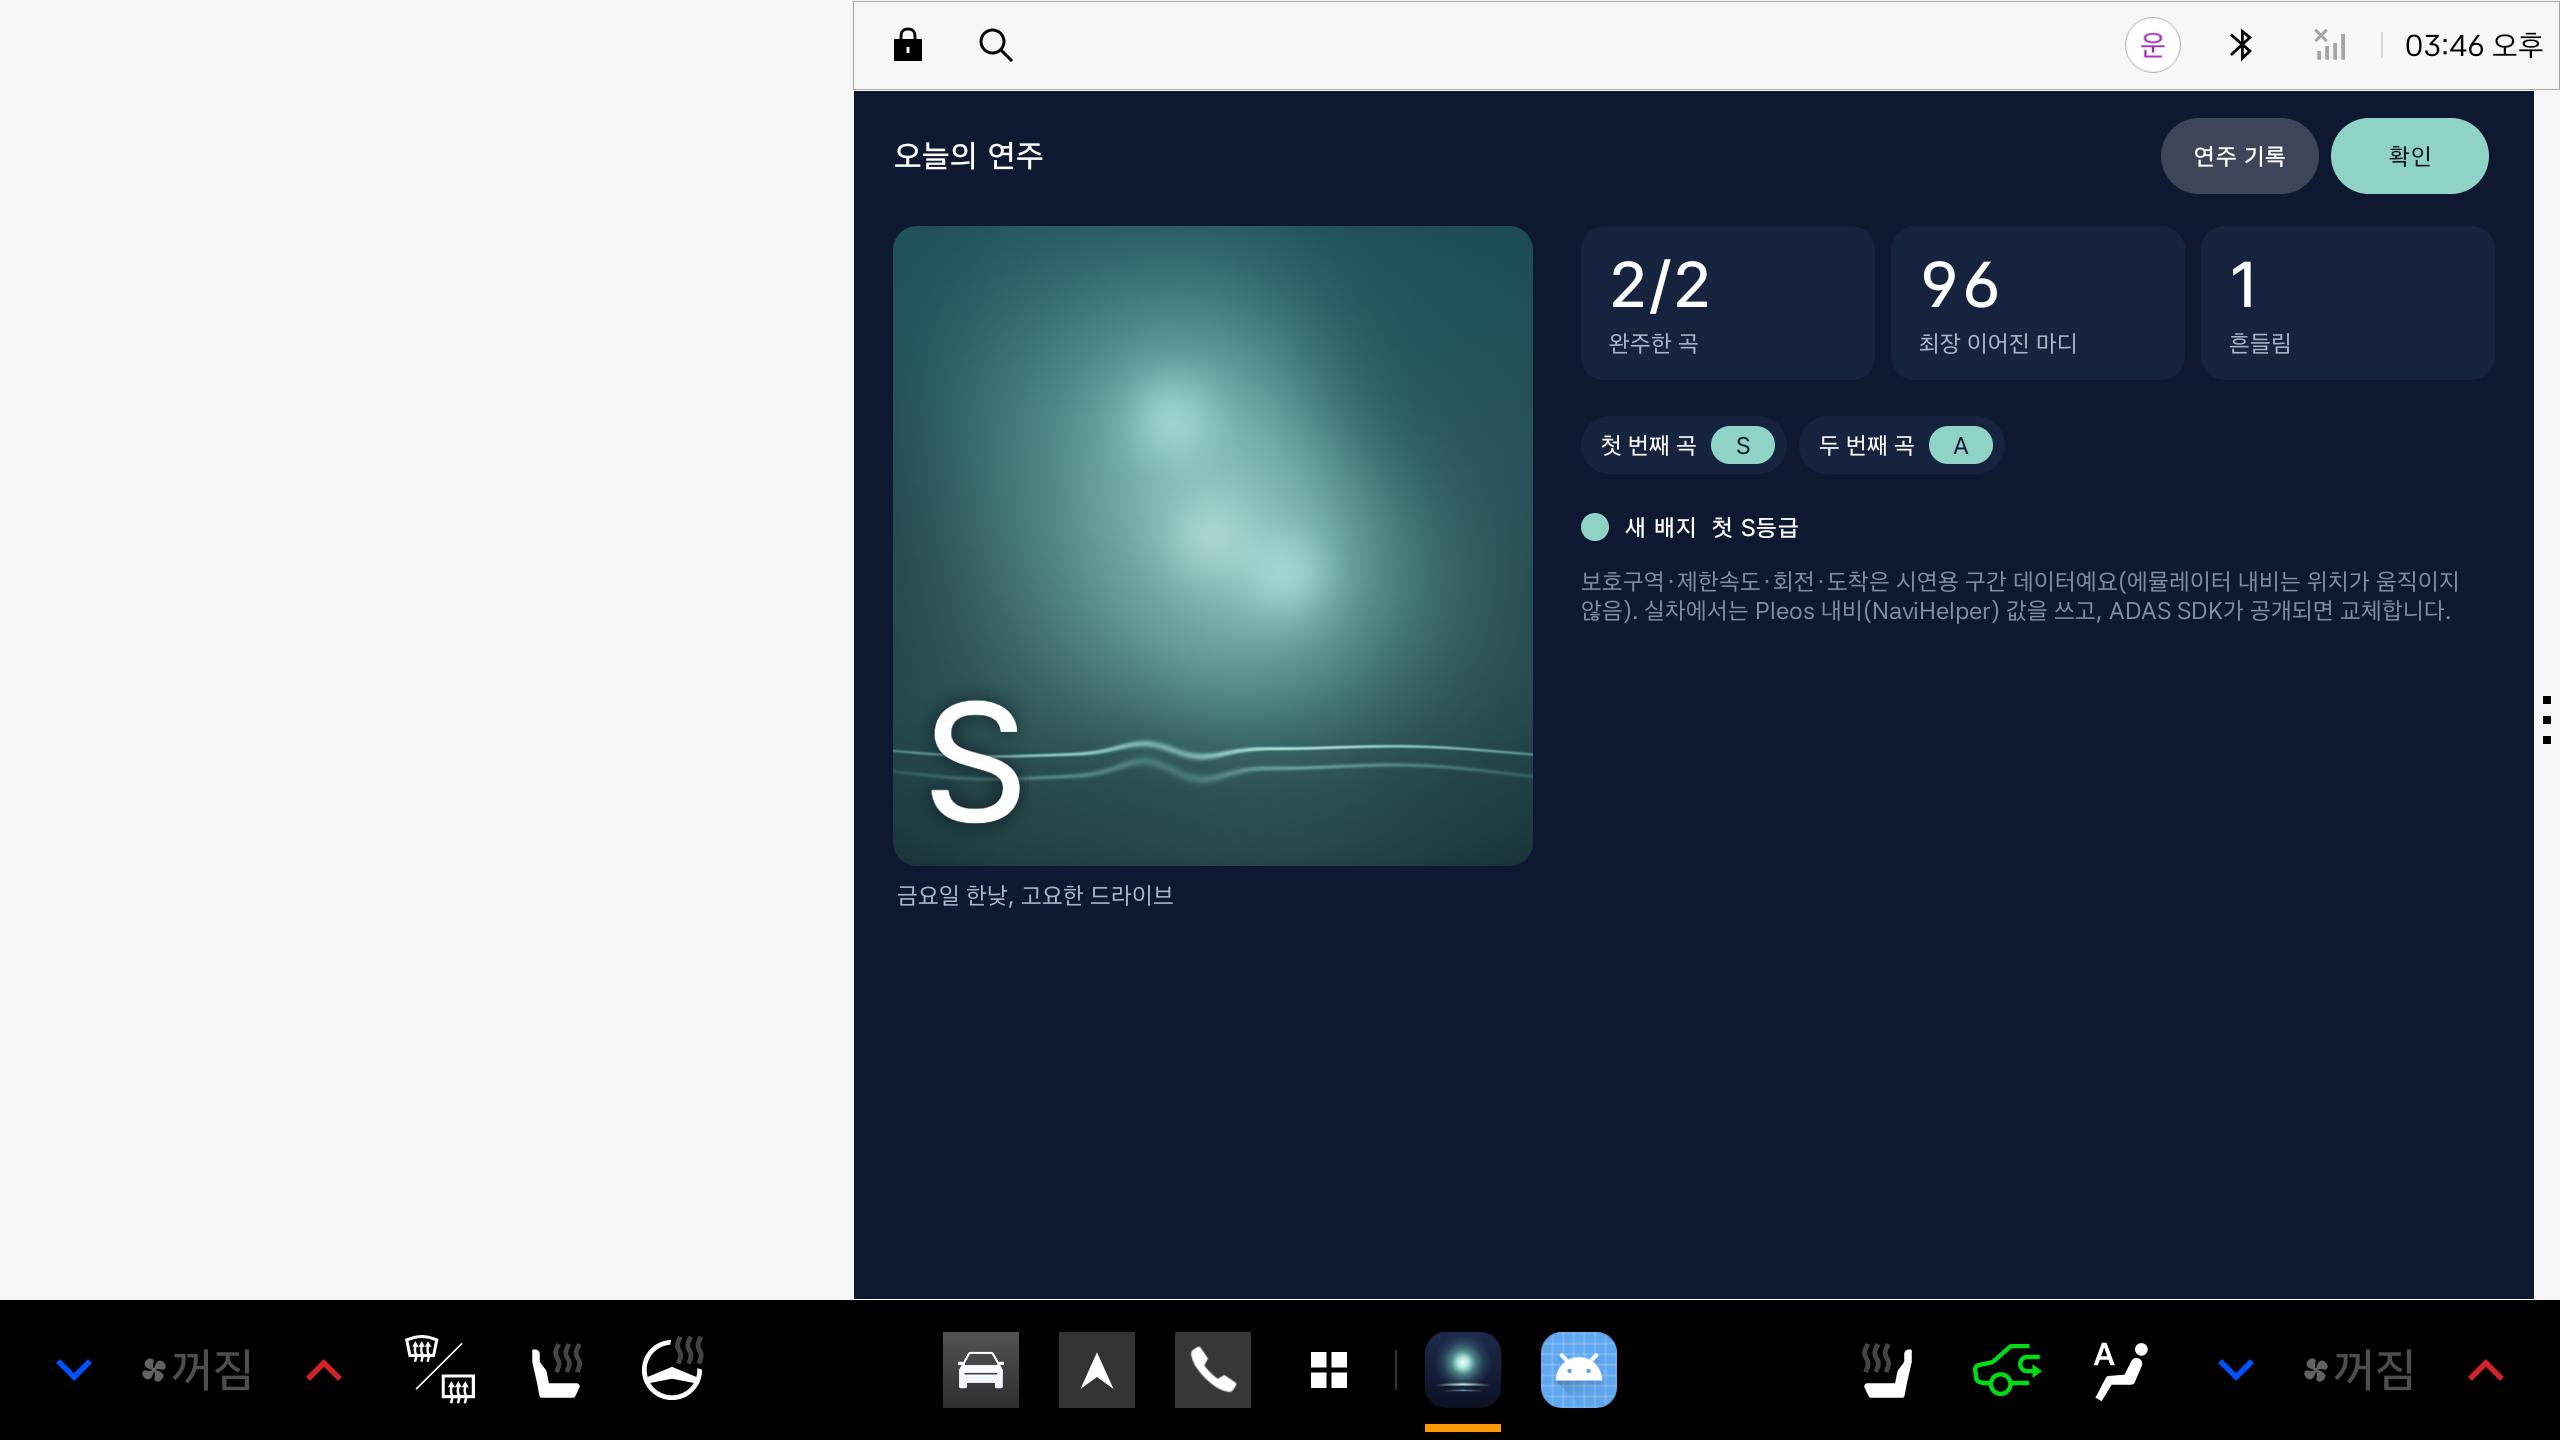 운
03:46 오후
오늘의 연주
연주 기록
확인
2/2
완주한 곡
96
최장 이어진 마디
1
흔들림
첫 번째 곡 S
두 번째 곡 A
새 배지 첫 S등급
보호구역·제한속도·회전·도착은 시연용 구간 데이터예요(에뮬레이터 내비는 위치가 움직이지
않음). 실차에서는 Pleos 내비(NaviHelper) 값을 쓰고, ADAS SDK가 공개되면 교체합니다.
S
금요일 한낮, 고요한 드라이브
꺼짐
A
꺼짐